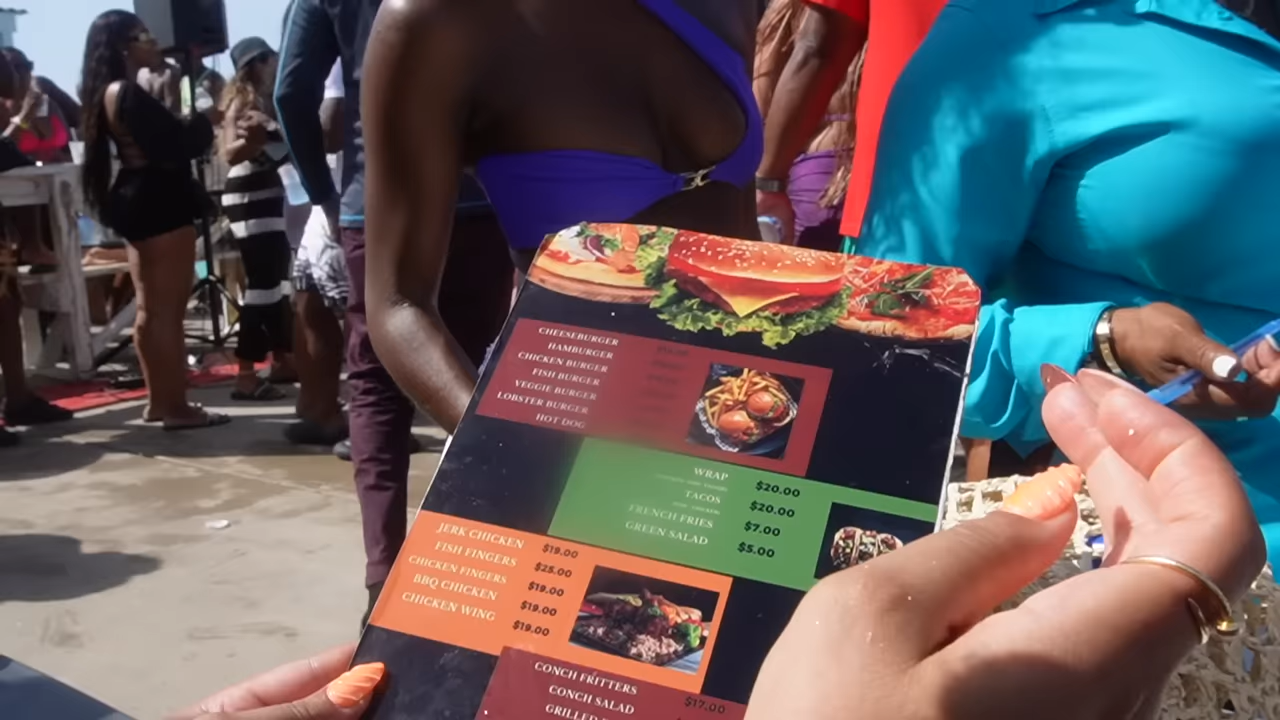 CHEESEBURGER
HAMBURGER
CHICKEN BBURGER
FISH BURGER
VEGGIE BURGER
LOBSTER BURGER
HOT DOG
WRAP $20.00
TACOS $20.00
FRENCH FRIES $7.00
GREEN SALAD $5.00
JERK CHICKEN $19.00
FISH FINGERS $25.00
CHICKEN FINGERS $19.00
BBQ CHICKEN $19.00
CHICKEN WING $19.00
CONCH FRITTERS $17.00
CONCH SALAD